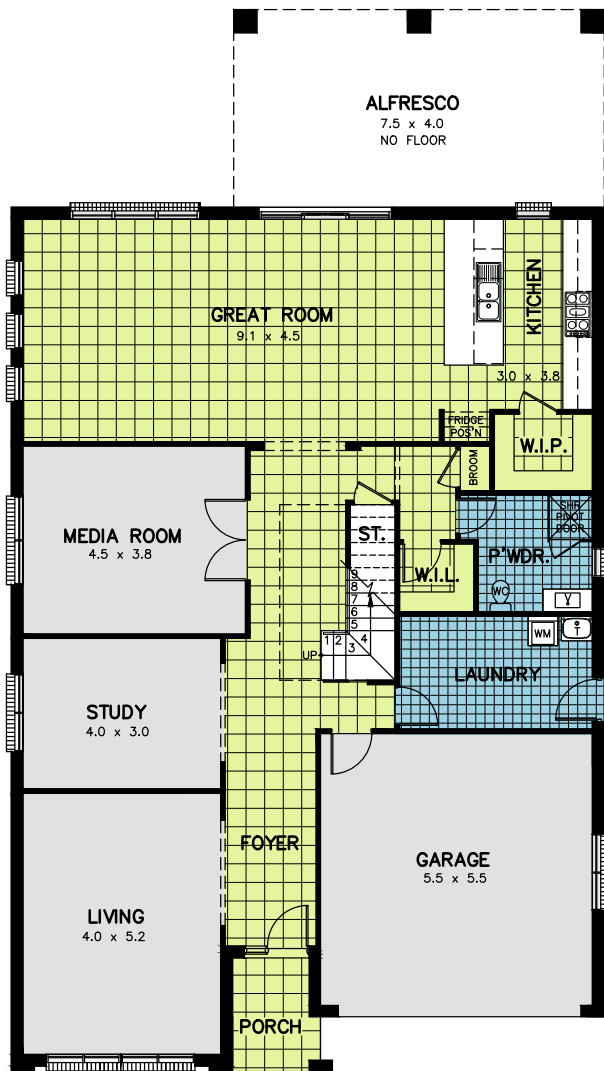 ALFRESCO
7.5 x 4.0
NO FLOOR
GREAT ROOM
9.1 x 4.5
KITCHEN
3.0 x 3.8
FRIDGE
POS'N
BROOM
W.I.P.
MEDIA ROOM
4.5 x 3.8
ST.
SHR
PIVOT
DOOR
P'WDR.
W.I.L.
WC
9
8
7
6
5
4
3
1 2
UP
WM
T
LAUNDRY
STUDY
4.0 x 3.0
FOYER
GARAGE
5.5 x 5.5
LIVING
4.0 x 5.2
PORCH